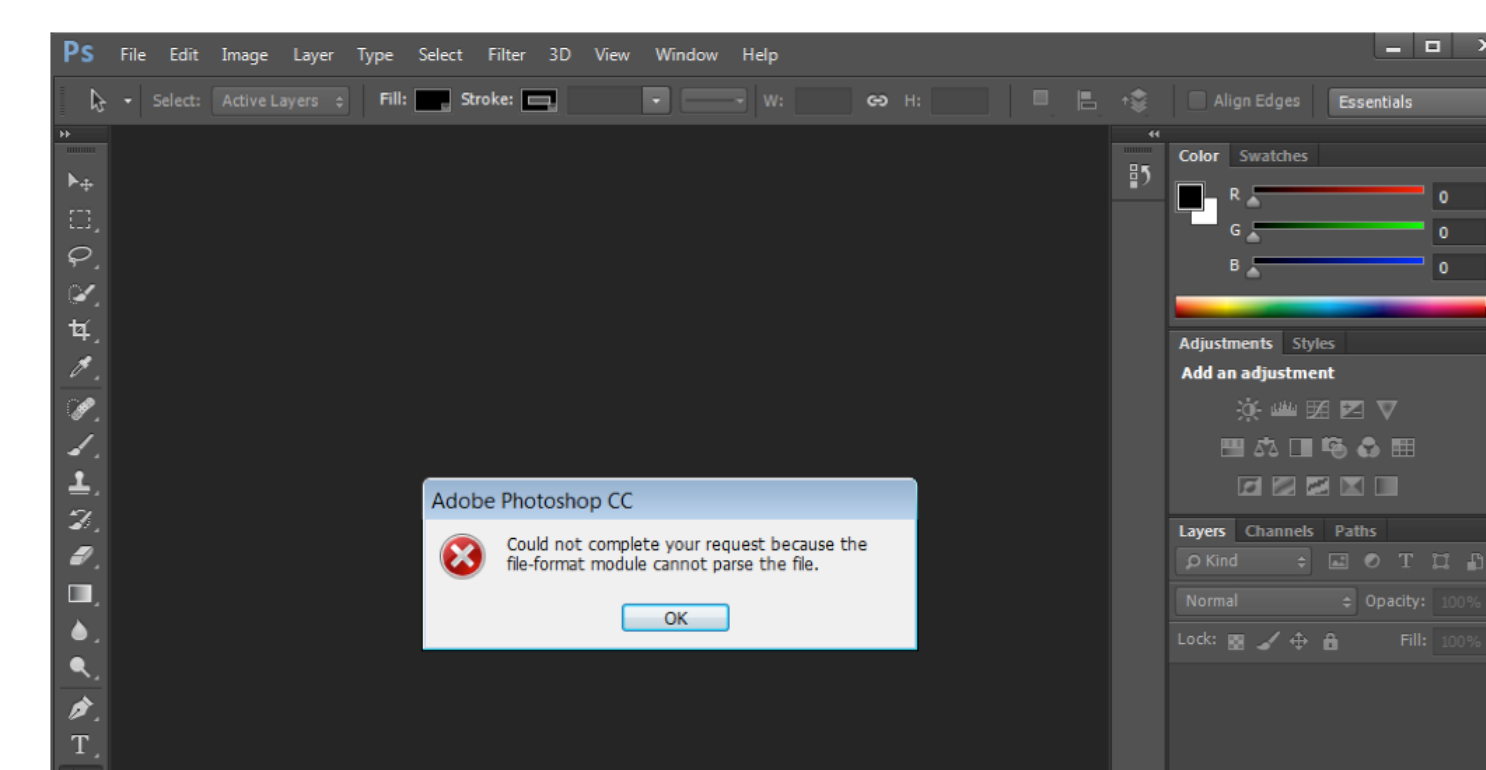 Ps File Edit Image Layer Type Select Filter 3D View Window Help
Select: Active Layers Fill: Stroke: W: H: Align Edges Essentials
Color Swatches
R 0
G 0
B 0
Adjustments Styles
Add an adjustment
Adobe Photoshop CC
Could not complete your request because the
file-format module cannot parse the file.
OK
Layers Channels Paths
Kind T
Normal Opacity: 100%
Lock: Fill: 100%
T